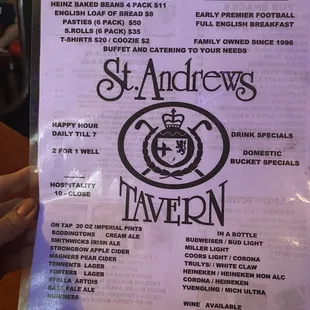 HEINZ BAKED BEANS 4 PACK $11
ENGLISH LOAF OF BREAD $8
PASTIES (6 PACK) $50
S.ROLLS (6 PACK) $35
T-SHIRTS $20 / COOZIE $2
EARLY PREMIER FOOTBALL
FULL ENGLISH BREAKFAST
FAMILY OWNED SINCE 1996
BUFFET AND CATERING TO YOUR NEEDS
St. Andrews
TAVERN
HAPPY HOUR
DAILY TILL 7
2 FOR 1 WELL
HOSPITALITY
10 - CLOSE
DRINK SPECIALS
DOMESTIC
BUCKET SPECIALS
ON TAP 20 OZ IMPERIAL PINTS
BODDINGTONS CREAM ALE
SMITHWICKS IRISH ALE
STRONGBOW APPLE CIDER
MAGNERS PEAR CIDER
TENNENTS LAGER
FOSTERS LAGER
STELLA ARTOIS
BASS PALE ALE
GUINNESS
IN A BOTTLE
BUDWEISER / BUD LIGHT
MILLER LIGHT
COORS LIGHT / CORONA
TRULYS/ WHITE CLAW
HEINEKEN / HEINEKEN NON ALC
CORONA / HEINEKEN
YUENGLING / MICH ULTRA
WINE AVAILABLE